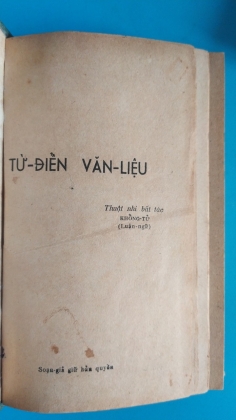 TỪ-ĐIỂN VĂN-LIỆU
Thuật nhi bất tác
KHỔNG-TỬ
(Luận-ngữ)
Soạn-giả giữ bản quyền